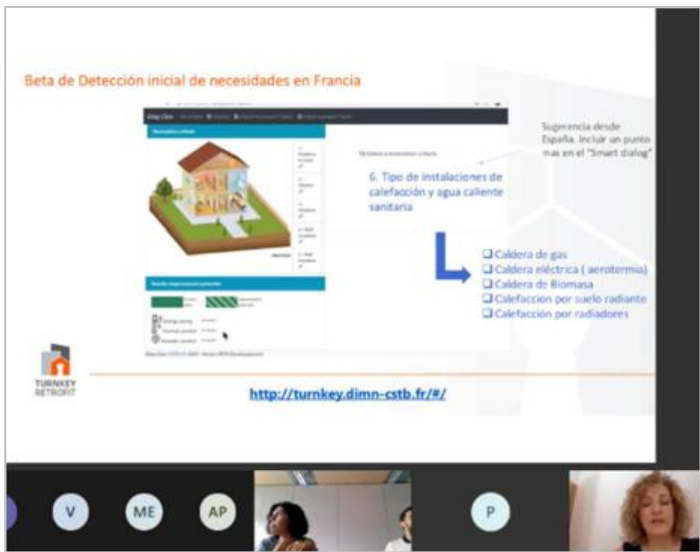 Beta de Detección inicial de necesidades en Francia
Sugerencia desde
España. Incluir un punto
mas en el "Smart dialog"
6. Tipo de instalaciones de
calefacción y agua caliente
sanitaria
Caldera de gas
Caldera eléctrica ( aerotermia)
Caldera de Biomasa
Calefacción por suelo radiante
Calefacción por radiadores
TURNKEY
RETROFIT
http://turnkey.dimn-cstb.fr/#/
V
ME
AP
P